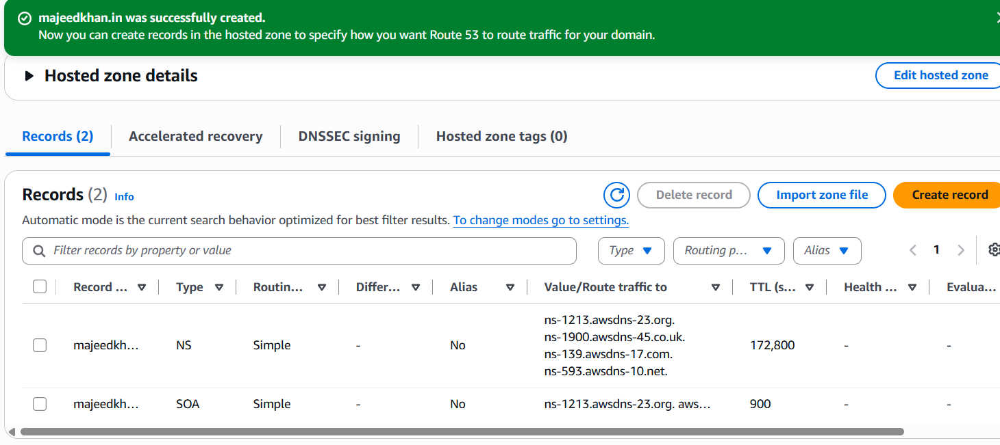 majeedkhan.in was successfully created.
Now you can create records in the hosted zone to specify how you want Route 53 to route traffic for your domain.
Hosted zone details
Edit hosted zone
Records (2)
Accelerated recovery
DNSSEC signing
Hosted zone tags (0)
Records (2) Info
Delete record
Import zone file
Create record
Automatic mode is the current search behavior optimized for best filter results. To change modes go to settings.
Filter records by property or value
Type
Routing p...
Alias
1
Record ... Type Routin... Differ... Alias Value/Route traffic to TTL (s... Health ... Evalua...
ns-1213.awsdns-23.org.
ns-1900.awsdns-45.co.uk.
majeedkh... NS Simple - No ns-139.awsdns-17.com. 172,800 - -
ns-593.awsdns-10.net.
majeedkh... SOA Simple - No ns-1213.awsdns-23.org. aws... 900 - -